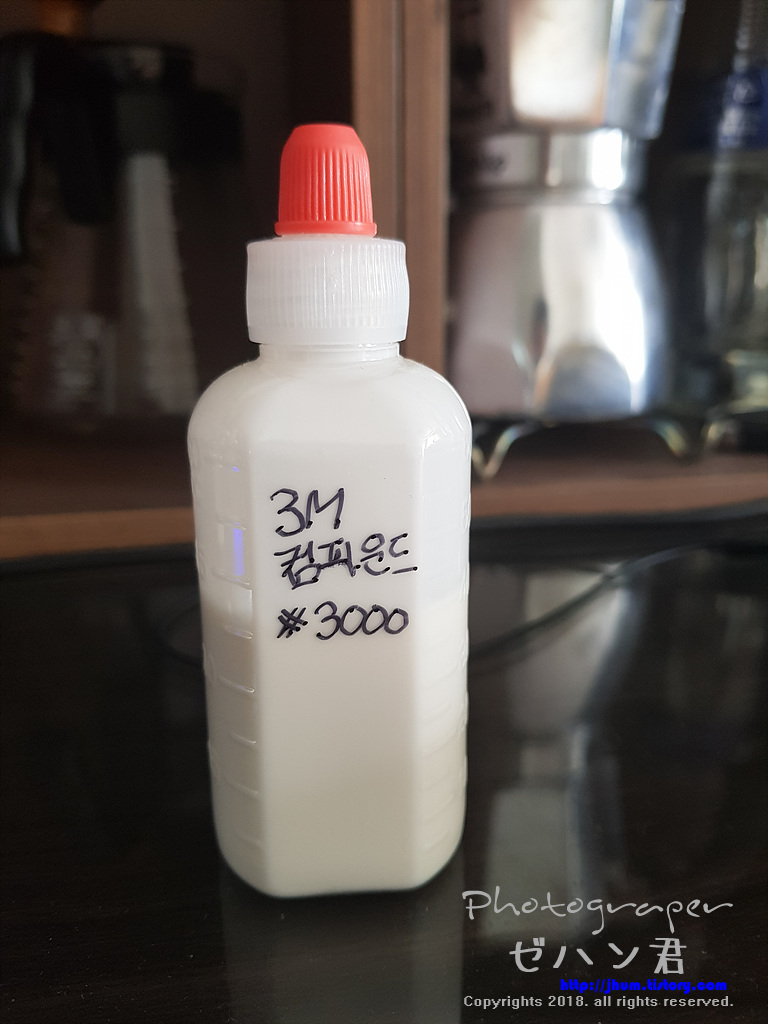 3M
컴파운드
#3000
Photograper
ゼハン君
http://jhum.tistory.com
Copyrights 2018. all rights reserved.